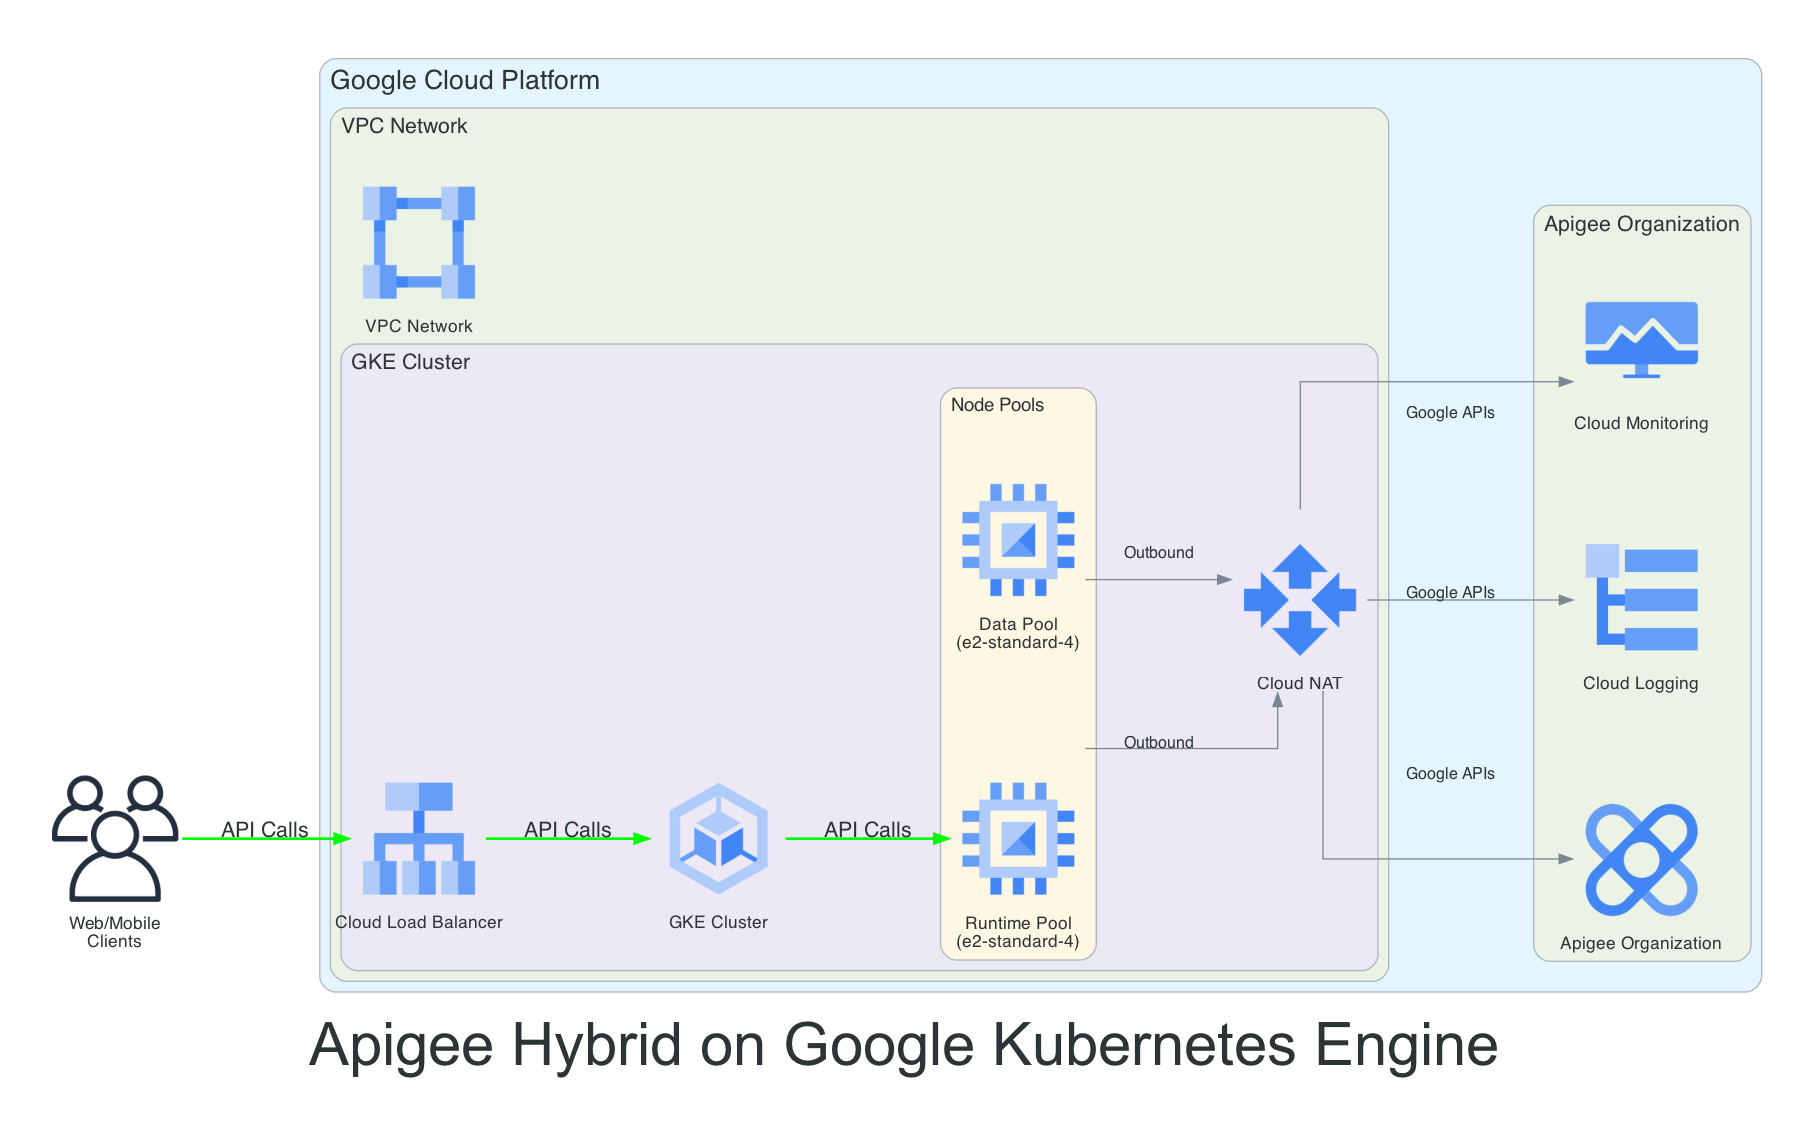 Google Cloud Platform
VPC Network
VPC Network
GKE Cluster
Node Pools
Data Pool
(e2-standard-4)
Outbound
Cloud NAT
Outbound
Web/Mobile
Clients
API Calls
Cloud Load Balancer
API Calls
GKE Cluster
API Calls
Runtime Pool
(e2-standard-4)
Google APIs
Google APIs
Google APIs
Apigee Organization
Cloud Monitoring
Cloud Logging
Apigee Organization
Apigee Hybrid on Google Kubernetes Engine